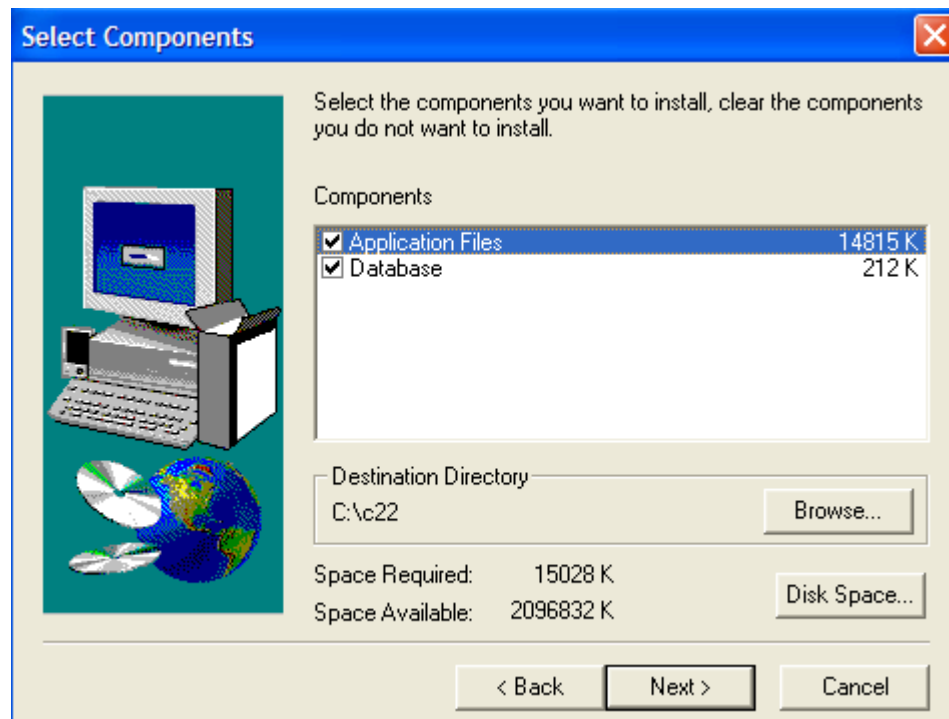 Select Components
Select the components you want to install, clear the components
you do not want to install.
Components
Application Files 14815 K
Database 212 K
Destination Directory
C:\c22
Browse...
Space Required: 15028 K
Space Available: 2096832 K
Disk Space...
< Back Next > Cancel